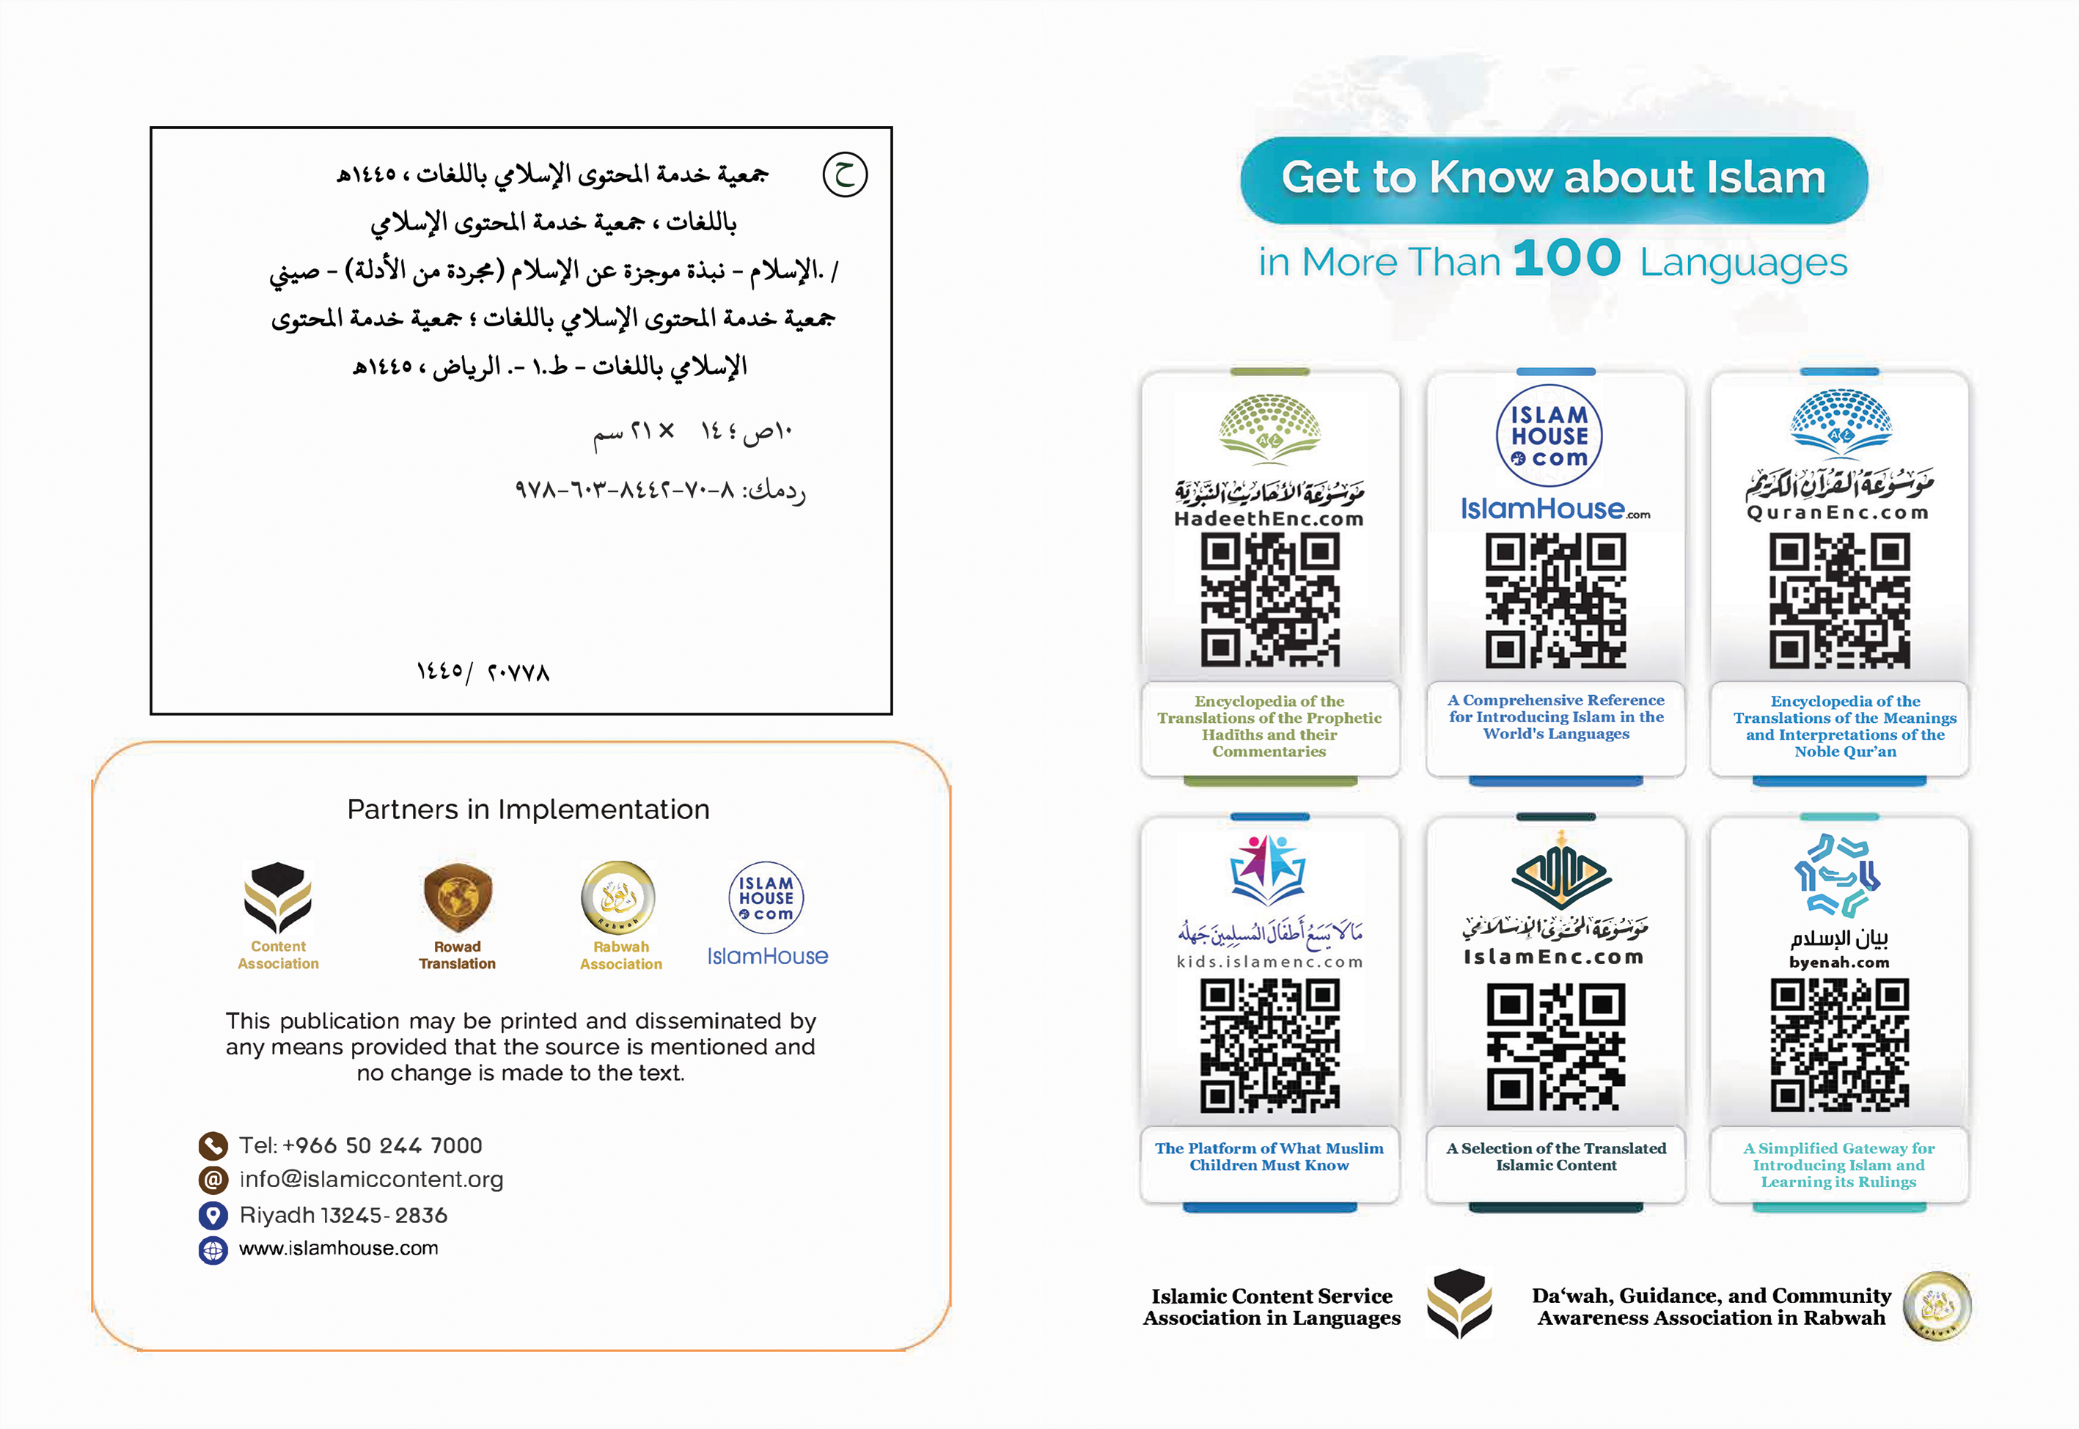 ح
جمعية خدمة المحتوى الإسلامي باللغات ، ١٤٤٥هـ
باللغات ، جمعية خدمة المحتوى الإسلامي
/ .الإسلام - نبذة موجزة عن الإسلام (مجردة من الأدلة) - صيني
جمعية خدمة المحتوى الإسلامي باللغات ؛ جمعية خدمة المحتوى
الإسلامي باللغات - ط.١ -. الرياض ، ١٤٤٥هـ
١٠ص ؛ ١٤ × ٢١ سم
ردمك: ٨-٧٠-٨٤٤٢-٦٠٣-٩٧٨
١٤٤٥/ ٢٠٧٧٨
Partners in Implementation
Content
Association
Rowad
Translation
Rabwah
Rabwah
Association
ISLAM
HOUSE
com
IslamHouse
This publication may be printed and disseminated by
any means provided that the source is mentioned and
no change is made to the text.
Tel: +966 50 244 7000
info@islamiccontent.org
Riyadh 13245- 2836
www.islamhouse.com
Get to Know about Islam
in More Than 100 Languages
موسوعة الأحاديث النبوية
HadeethEnc.com
Encyclopedia of the
Translations of the Prophetic
Hadīths and their
Commentaries
ISLAM
HOUSE
com
IslamHouse.com
A Comprehensive Reference
for Introducing Islam in the
World's Languages
موسوعة القرآن الكريم
QuranEnc.com
Encyclopedia of the
Translations of the Meanings
and Interpretations of the
Noble Qur’an
مَا لَا يَسَعُ أَطْفَالَ المُسلِمِينَ جَهلُه
kids.islamenc.com
The Platform of What Muslim
Children Must Know
موسوعة المحتوى الإسلامي
IslamEnc.com
A Selection of the Translated
Islamic Content
بيان الإسلام
byenah.com
A Simplified Gateway for
Introducing Islam and
Learning its Rulings
Islamic Content Service
Association in Languages
Da‘wah, Guidance, and Community
Awareness Association in Rabwah
Rabwah